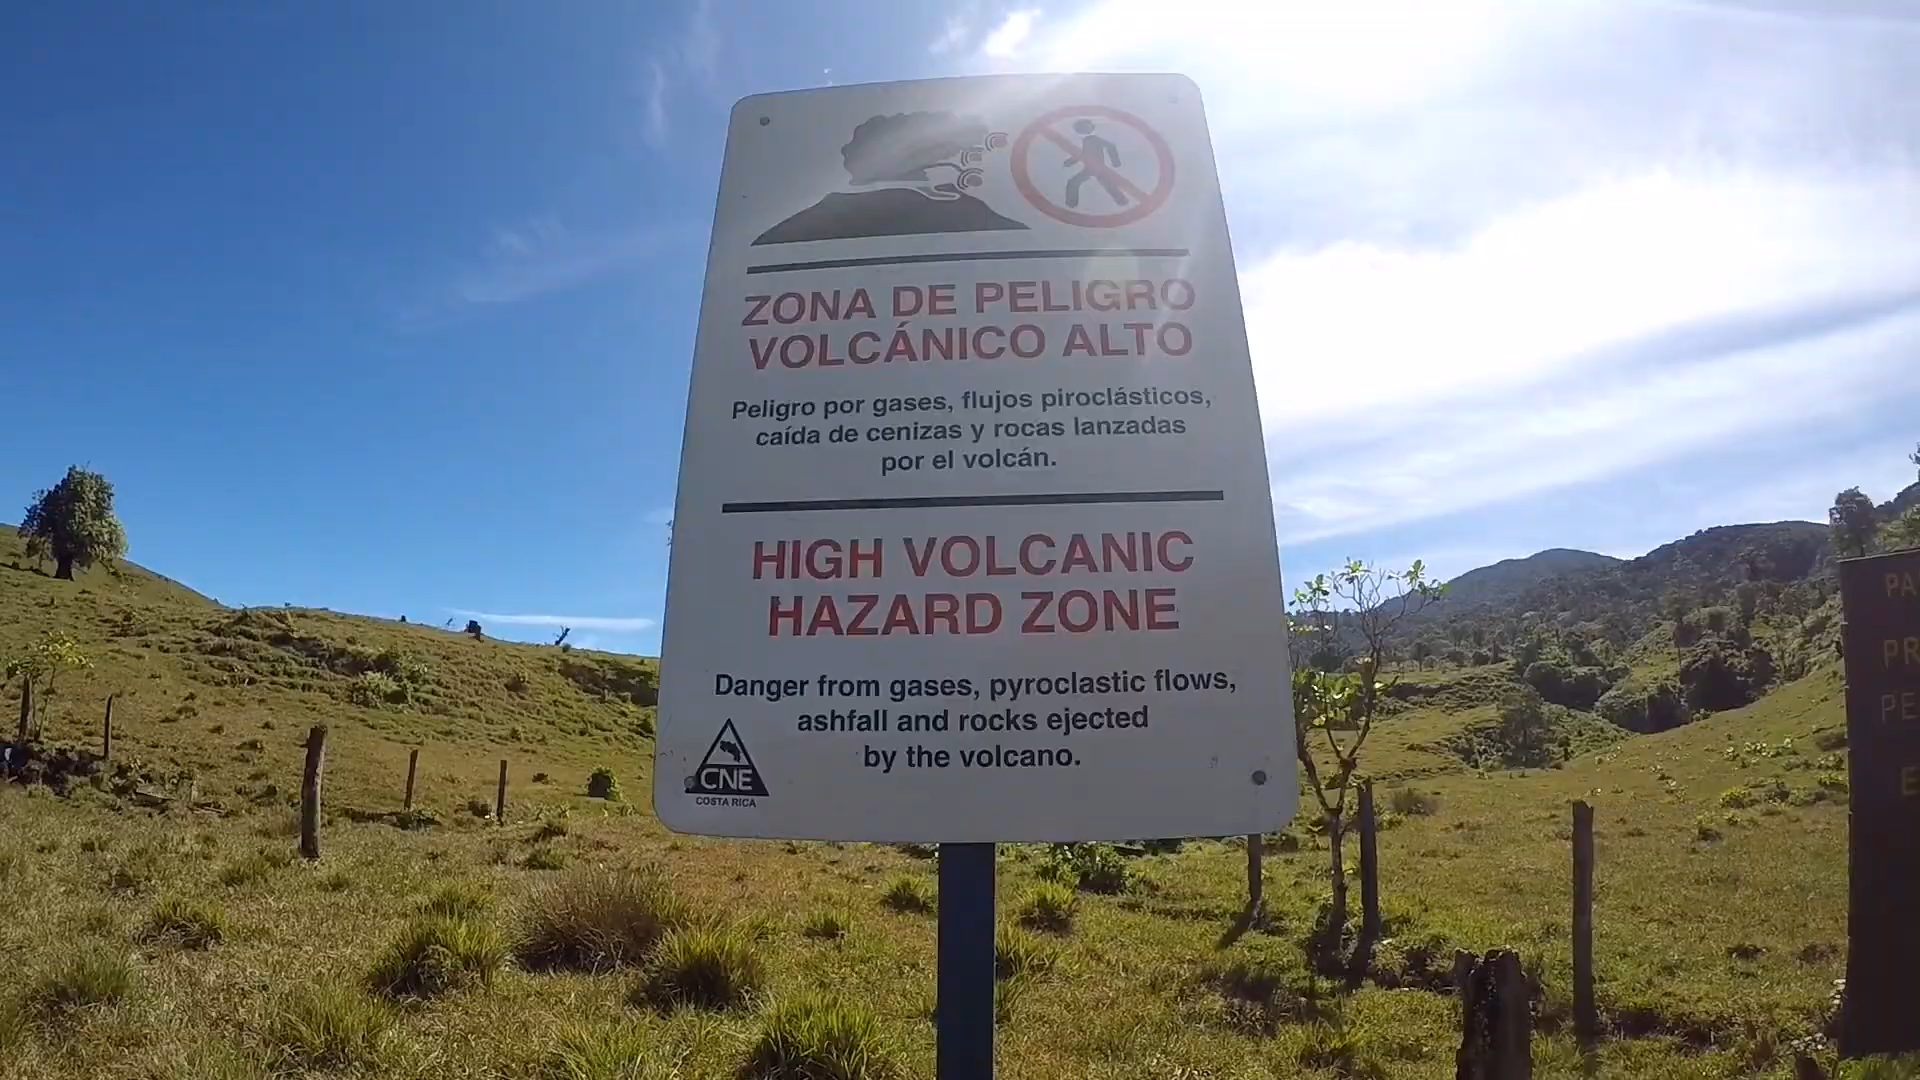 ZONA DE PELIGRO
VOLCÁNICO ALTO
Peligro por gases, flujos piroclásticos,
caída de cenizas y rocas lanzadas
por el volcán.
HIGH VOLCANIC
HAZARD ZONE
Danger from gases, pyroclastic flows,
ashfall and rocks ejected
by the volcano.
CNE
COSTA RICA